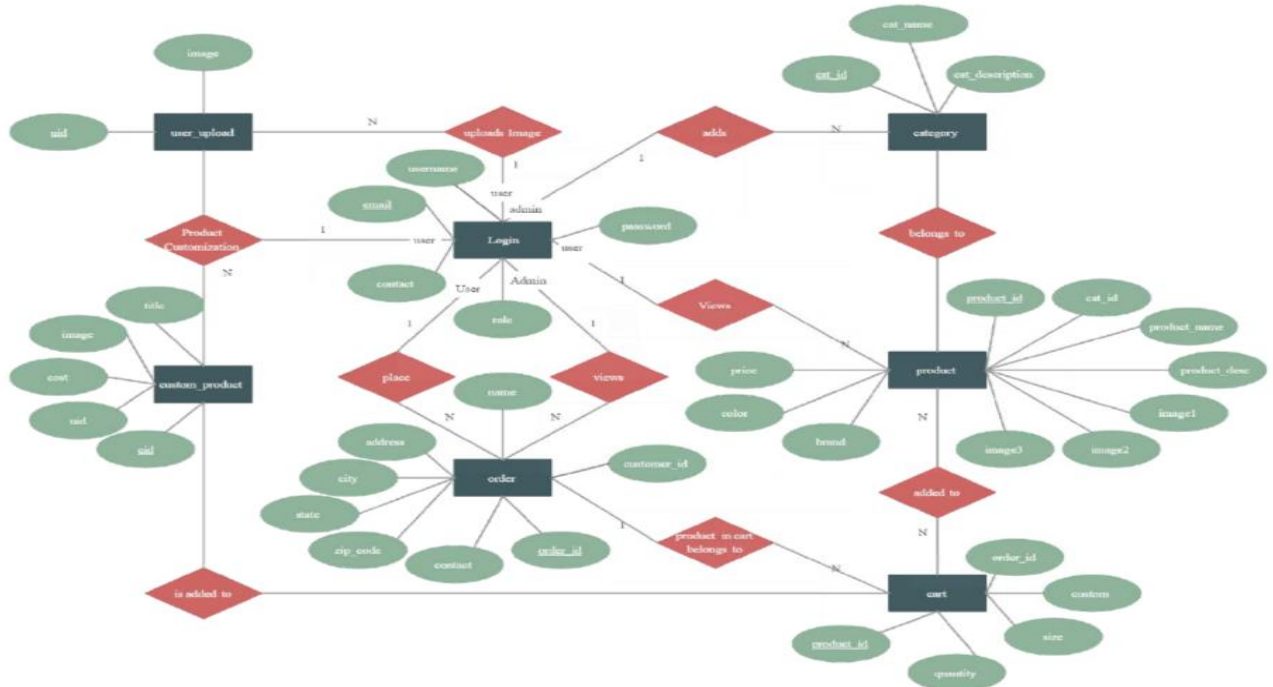 image
cat_name
cat_id
cat_description
uid
user_upload
N
uploads Image
adds
N
category
1
1
username
user
email
admin
Product
Customization
1
user
Login
user
password
belongs to
N
contact
User
Admin
1
title
role
product_id
cat_id
image
1
1
Views
product_name
N
cost
custom_product
place
views
price
product
product_desc
name
uid
color
image1
N
N
N
cid
address
brand
image3
image2
customer_id
city
order
added to
state
1
product in cart
belongs to
N
zip_code
contact
order_id
order_id
N
is added to
cart
custom
product_id
size
quantity